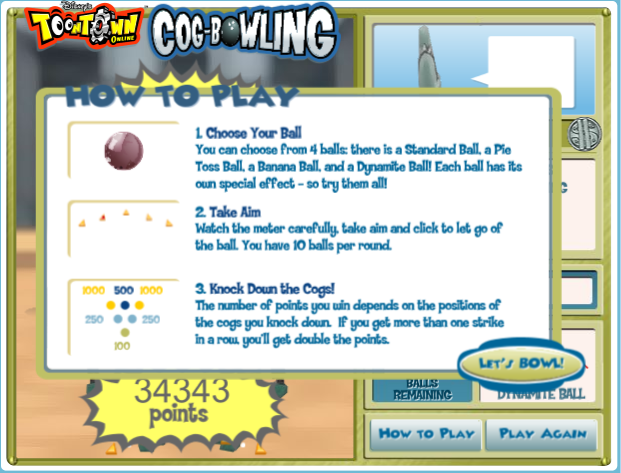 Disney's
TOONTOWN
ONLINE
COG-BOWLING
HOW TO PLAY
1. Choose Your Ball
You can choose from 4 balls: there is a Standard Ball, a Pie
Toss Ball, a Banana Ball, and a Dynamite Ball! Each ball has its
own special effect - so try them all!
2. Take Aim
Watch the meter carefully, take aim and click to let go of
the ball. You have 10 balls per round.
1000 500 1000
250 250
100
3. Knock Down the Cogs!
The number of points you win depends on the positions of
the cogs you knock down. If you get more than one strike
in a row, you'll get double the points.
LET'S BOWL!
34343
points
BALLS
REMAINING
DYNAMITE BALL
HOW TO PLAY
PLAY AGAIN